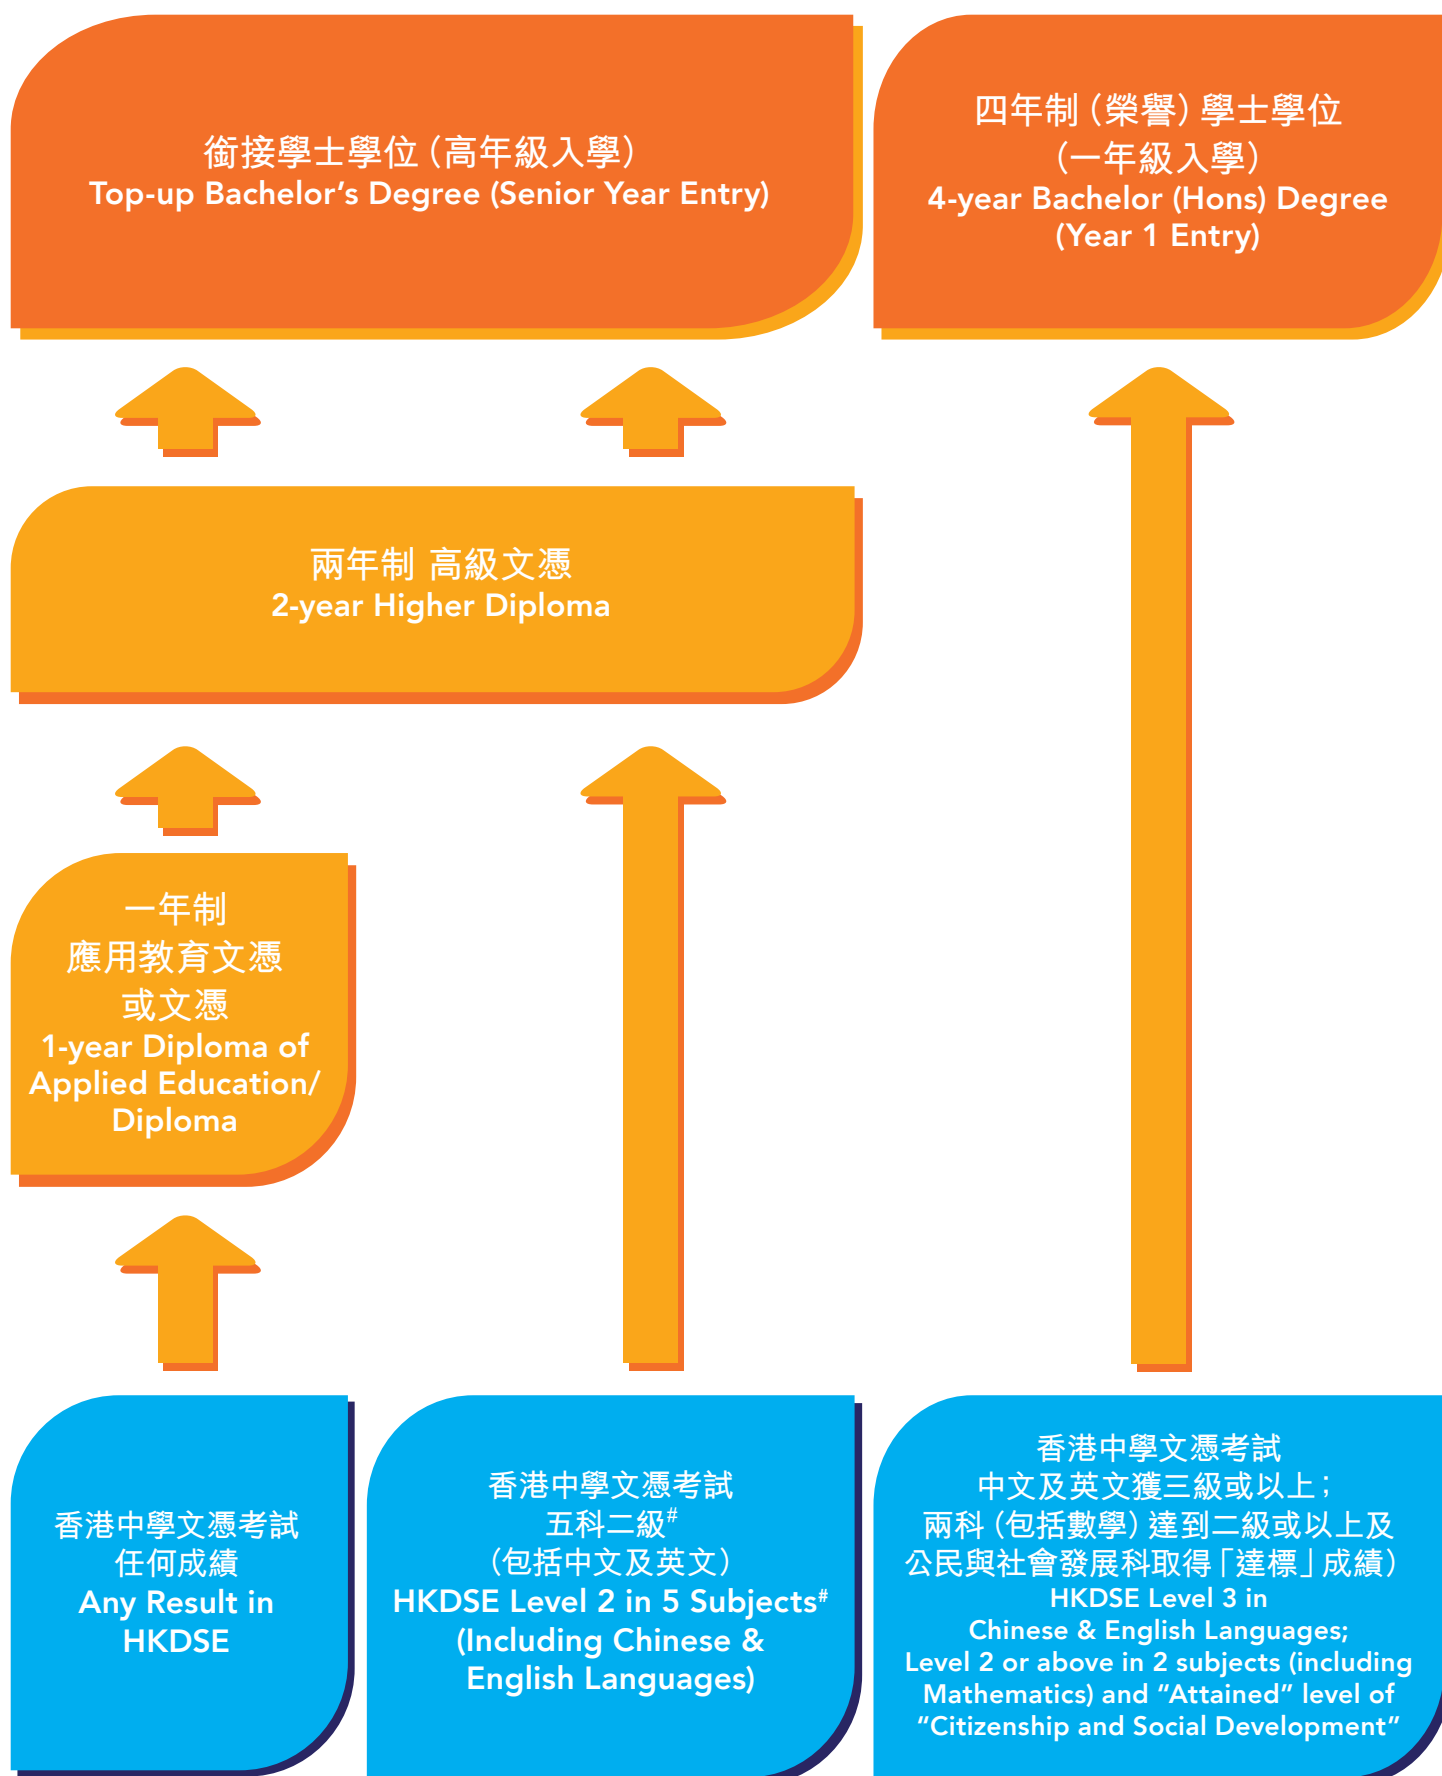 銜接學士學位（高年級入學）
Top-up Bachelor’s Degree (Senior Year Entry)
四年制（榮譽）學士學位
（一年級入學）
4-year Bachelor (Hons) Degree
(Year 1 Entry)
兩年制 高級文憑
2-year Higher Diploma
一年制
應用教育文憑
或文憑
1-year Diploma of
Applied Education/
Diploma
香港中學文憑考試
任何成績
Any Result in
HKDSE
香港中學文憑考試
五科二級#
（包括中文及英文）
HKDSE Level 2 in 5 Subjects#
(Including Chinese &
English Languages)
香港中學文憑考試
中文及英文獲三級或以上；
兩科（包括數學）達到二級或以上及
公民與社會發展科取得「達標」成績）
HKDSE Level 3 in
Chinese & English Languages;
Level 2 or above in 2 subjects (including
Mathematics) and “Attained” level of
“Citizenship and Social Development”